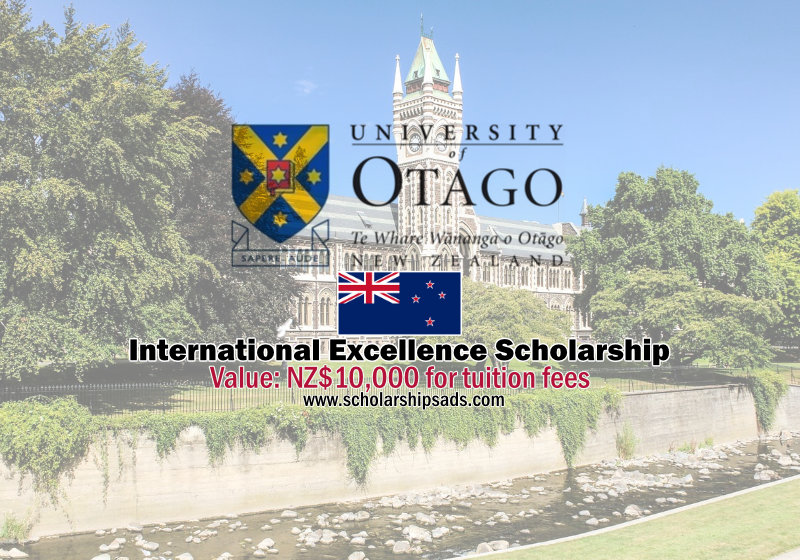 UNIVERSITY
of
OTAGO
Te Whare Wānanga o Otāgo
NEW ZEALAND
SAPERE AUDE
International Excellence Scholarship
Value: NZ$10,000 for tuition fees
www.scholarshipsads.com